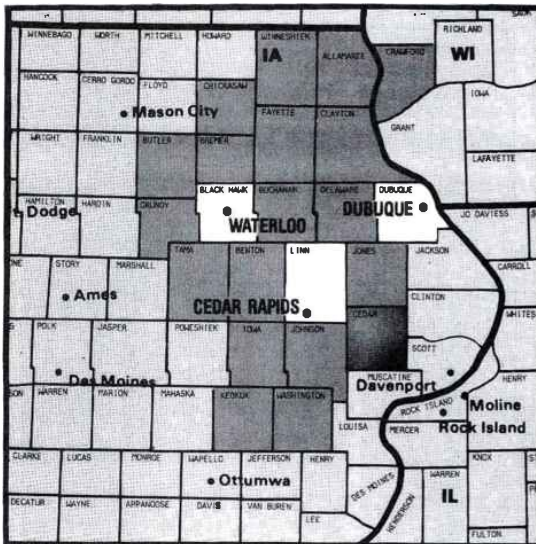 SAUK
RICHLAND
WINNEBAGO WORTH MITCHELL HOWARD WINNESHIEK
IA ALLAMAKEE CRAWFORD WI
HANCOCK CERRO GORDO FLOYD CHICKASAW
IOWA
Mason City
FAYETTE CLAYTON
GRANT
WRIGHT FRANKLIN BUTLER BREMER
LAFAYETTE
BLACK HAWK BUCHANAN DELAWARE DUBUQUE
HAMILTON HARDIN GRUNDY
t. Dodge WATERLOO DUBUQUE JO DAVIESS
TAMA BENTON LINN JONES JACKSON
ONE STORY MARSHALL CARROLL
Ames
CLINTON
CEDAR RAPIDS
CEDAR WHITES
S POLK JASPER POWESHIEK IOWA JOHNSON
SCOTT
Des Moines MUSCATINE Davenport HENRY
SON WARREN MARION MAHASKA KEOKUK WASHINGTON
ROCK ISLAND Moline
LOUISA MERCER Rock Island
CLARKE LUCAS MONROE WAPELLO JEFFERSON HENRY
KNOX ST
Ottumwa DES MOINES WARREN
HENDERSON IL
DECATUR WAYNE APPANOOSE DAVIS VAN BUREN
LEE
FULTON